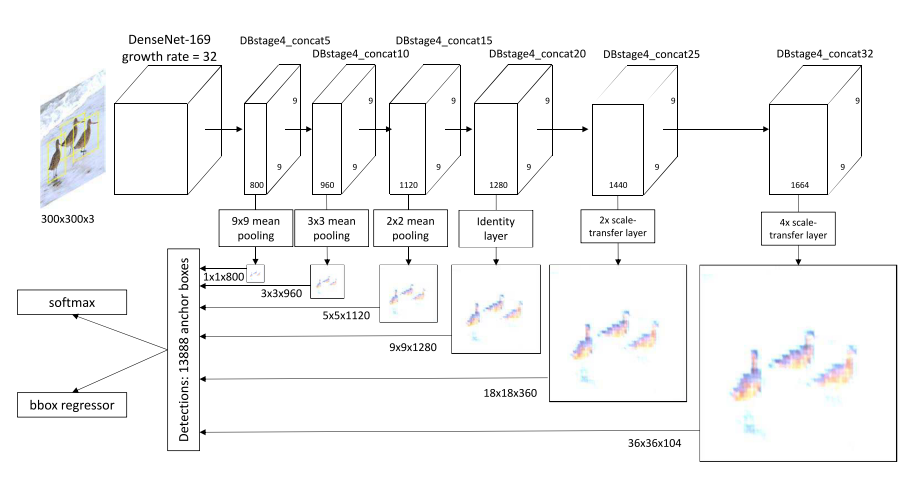 DenseNet-169
growth rate = 32
DBstage4_concat5
DBstage4_concat10
DBstage4_concat15
DBstage4_concat20
DBstage4_concat25
DBstage4_concat32
9
9
9
9
9
9
9
9
9
9
9
9
800
960
1120
1280
1440
1664
300x300x3
9x9 mean
pooling
3x3 mean
pooling
2x2 mean
pooling
Identity
layer
2x scale-
transfer layer
4x scale-
transfer layer
1x1x800
3x3x960
5x5x1120
9x9x1280
18x18x360
36x36x104
Detections: 13888 anchor boxes
softmax
bbox regressor